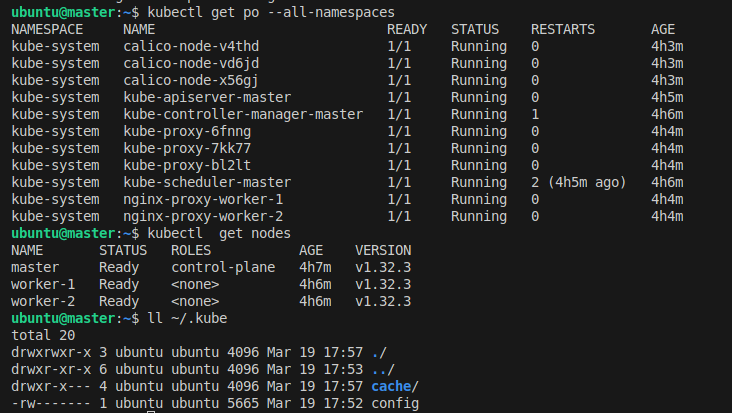 ubuntu@master:~$ kubectl get po --all-namespaces
NAMESPACE     NAME                             READY   STATUS    RESTARTS       AGE
kube-system   calico-node-v4thd                1/1     Running   0              4h3m
kube-system   calico-node-vd6jd                1/1     Running   0              4h3m
kube-system   calico-node-x56gj                1/1     Running   0              4h3m
kube-system   kube-apiserver-master            1/1     Running   0              4h5m
kube-system   kube-controller-manager-master   1/1     Running   1              4h6m
kube-system   kube-proxy-6fnng                 1/1     Running   0              4h4m
kube-system   kube-proxy-7kk77                 1/1     Running   0              4h4m
kube-system   kube-proxy-bl2lt                 1/1     Running   0              4h4m
kube-system   kube-scheduler-master            1/1     Running   2 (4h5m ago)   4h6m
kube-system   nginx-proxy-worker-1             1/1     Running   0              4h4m
kube-system   nginx-proxy-worker-2             1/1     Running   0              4h4m
ubuntu@master:~$ kubectl  get nodes
NAME       STATUS   ROLES           AGE    VERSION
master     Ready    control-plane   4h7m   v1.32.3
worker-1   Ready    <none>          4h6m   v1.32.3
worker-2   Ready    <none>          4h6m   v1.32.3
ubuntu@master:~$ ll ~/.kube
total 20
drwxrwxr-x 3 ubuntu ubuntu 4096 Mar 19 17:57 ./
drwxr-xr-x 6 ubuntu ubuntu 4096 Mar 19 17:53 ../
drwxr-x--- 4 ubuntu ubuntu 4096 Mar 19 17:57 cache/
-rw------- 1 ubuntu ubuntu 5665 Mar 19 17:52 config